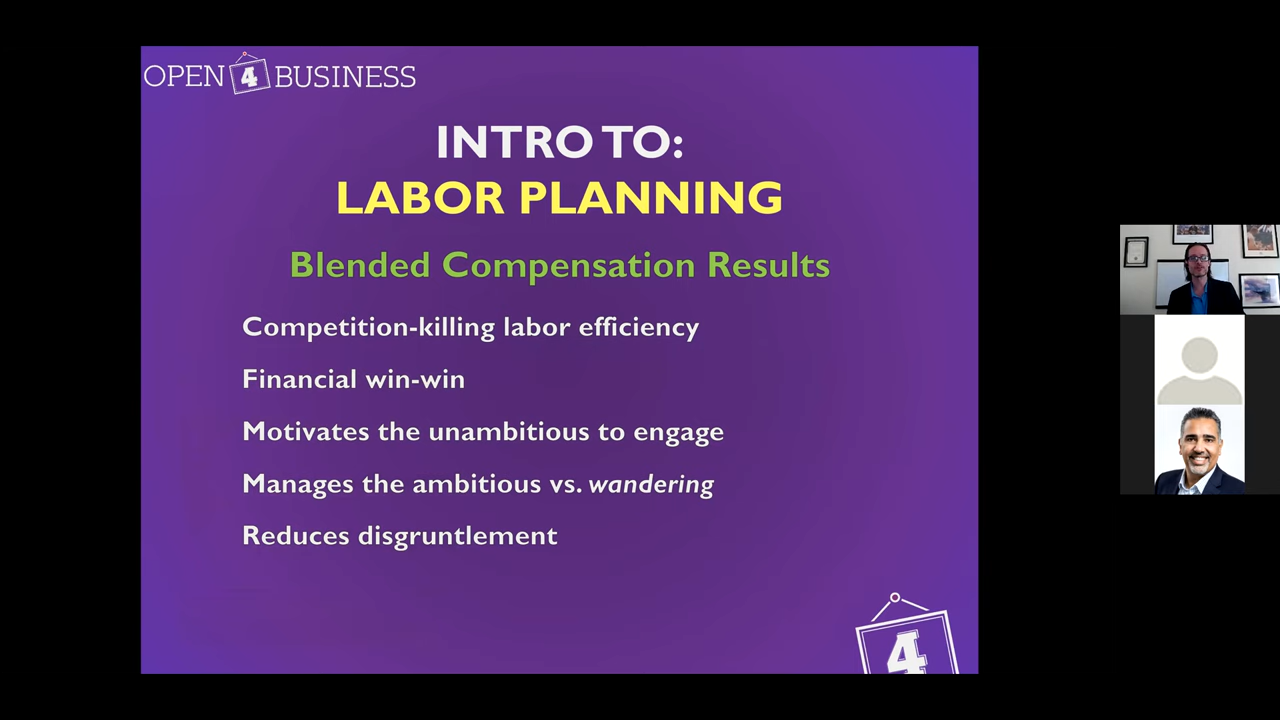 OPEN 4 BUSINESS
INTRO TO:
LABOR PLANNING
Blended Compensation Results
Competition-killing labor efficiency
Financial win-win
Motivates the unambitious to engage
Manages the ambitious vs. wandering
Reduces disgruntlement
4